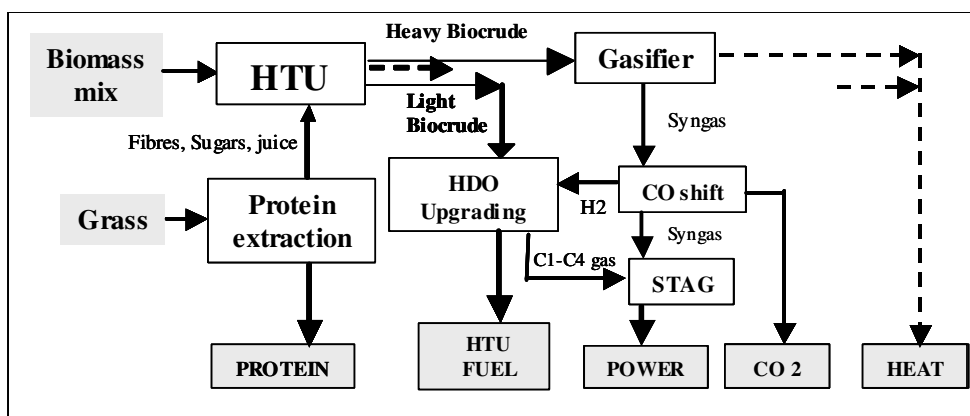 Heavy Biocrude
Biomass
mix
HTU
Gasifier
Light
Biocrude
Syngas
Fibres, Sugars, juice
Grass
Protein
extraction
HDO
Upgrading
H2
CO shift
Syngas
C1-C4 gas
STAG
PROTEIN
HTU
FUEL
POWER
CO 2
HEAT